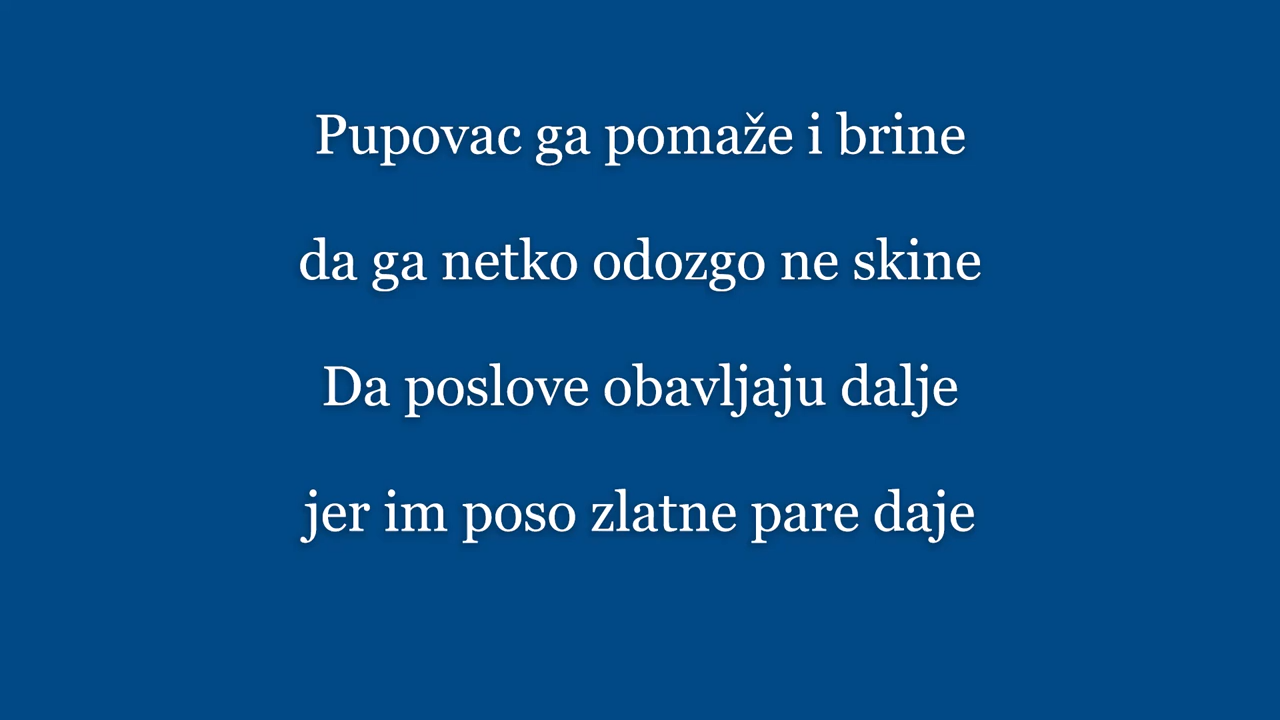 Pupovac ga pomaže i brine
da ga netko odozgo ne skine
Da poslove obavljaju dalje
jer im poso zlatne pare daje